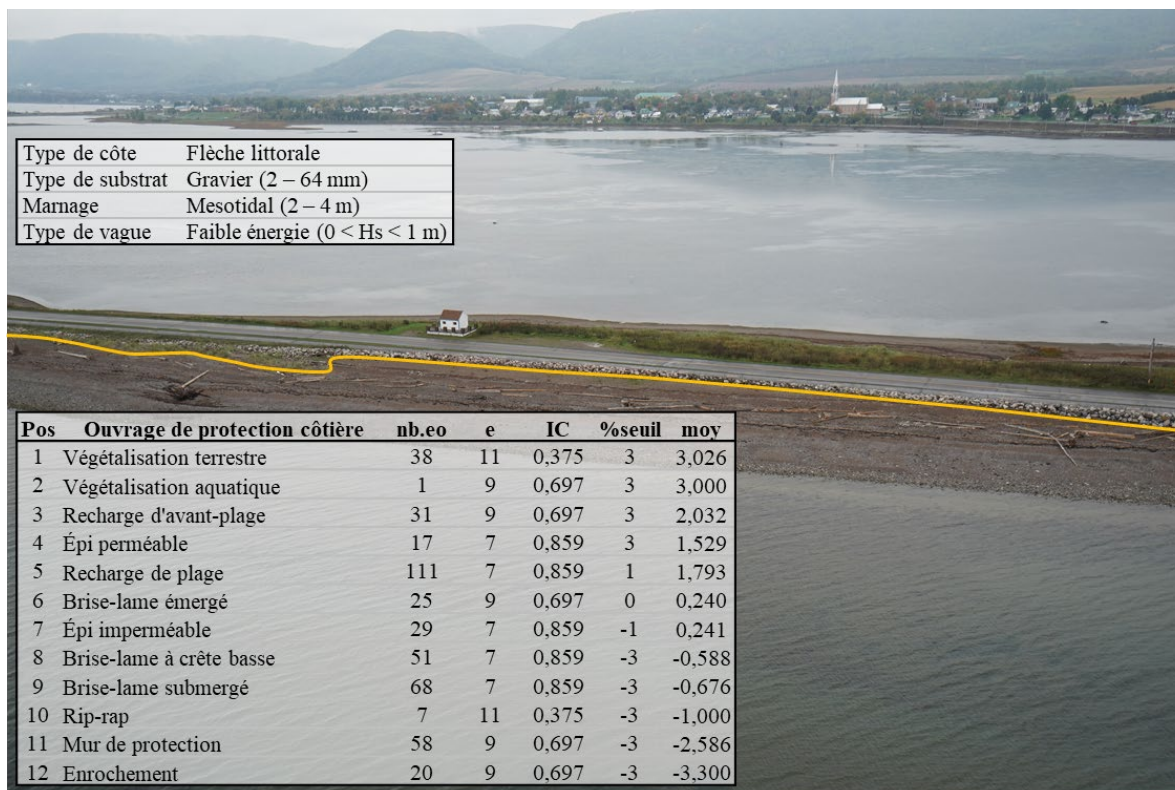 Type de côte Flèche littorale
Type de substrat Gravier (2 – 64 mm)
Marnage Mesotidal (2 – 4 m)
Type de vague Faible énergie (0 < Hs < 1 m)
Pos Ouvrage de protection côtière nb.eo e IC %seuil moy
1 Végétalisation terrestre 38 11 0,375 3 3,026
2 Végétalisation aquatique 1 9 0,697 3 3,000
3 Recharge d'avant-plage 31 9 0,697 3 2,032
4 Épi perméable 17 7 0,859 3 1,529
5 Recharge de plage 111 7 0,859 1 1,793
6 Brise-lame émergé 25 9 0,697 0 0,240
7 Épi imperméable 29 7 0,859 -1 0,241
8 Brise-lame à crête basse 51 7 0,859 -3 -0,588
9 Brise-lame submergé 68 7 0,859 -3 -0,676
10 Rip-rap 7 11 0,375 -3 -1,000
11 Mur de protection 58 9 0,697 -3 -2,586
12 Enrochement 20 9 0,697 -3 -3,300